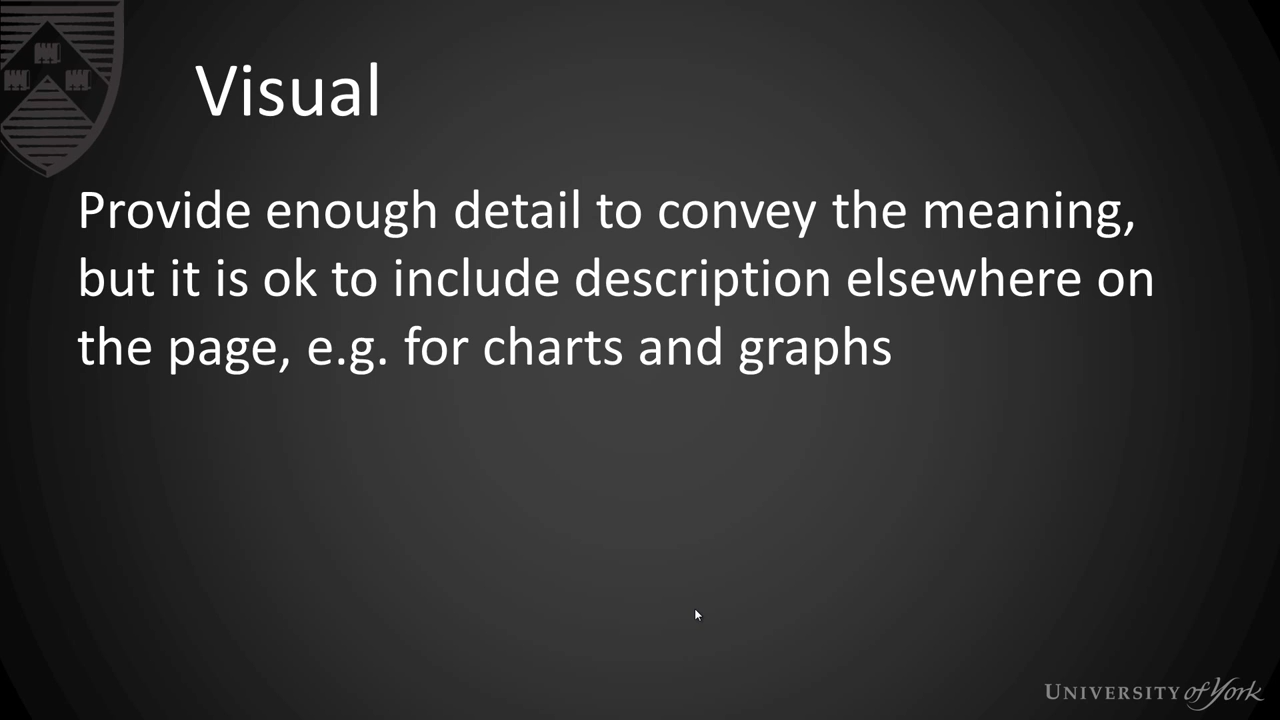 Visual
Provide enough detail to convey the meaning,
but it is ok to include description elsewhere on
the page, e.g. for charts and graphs
UNIVERSITY of York